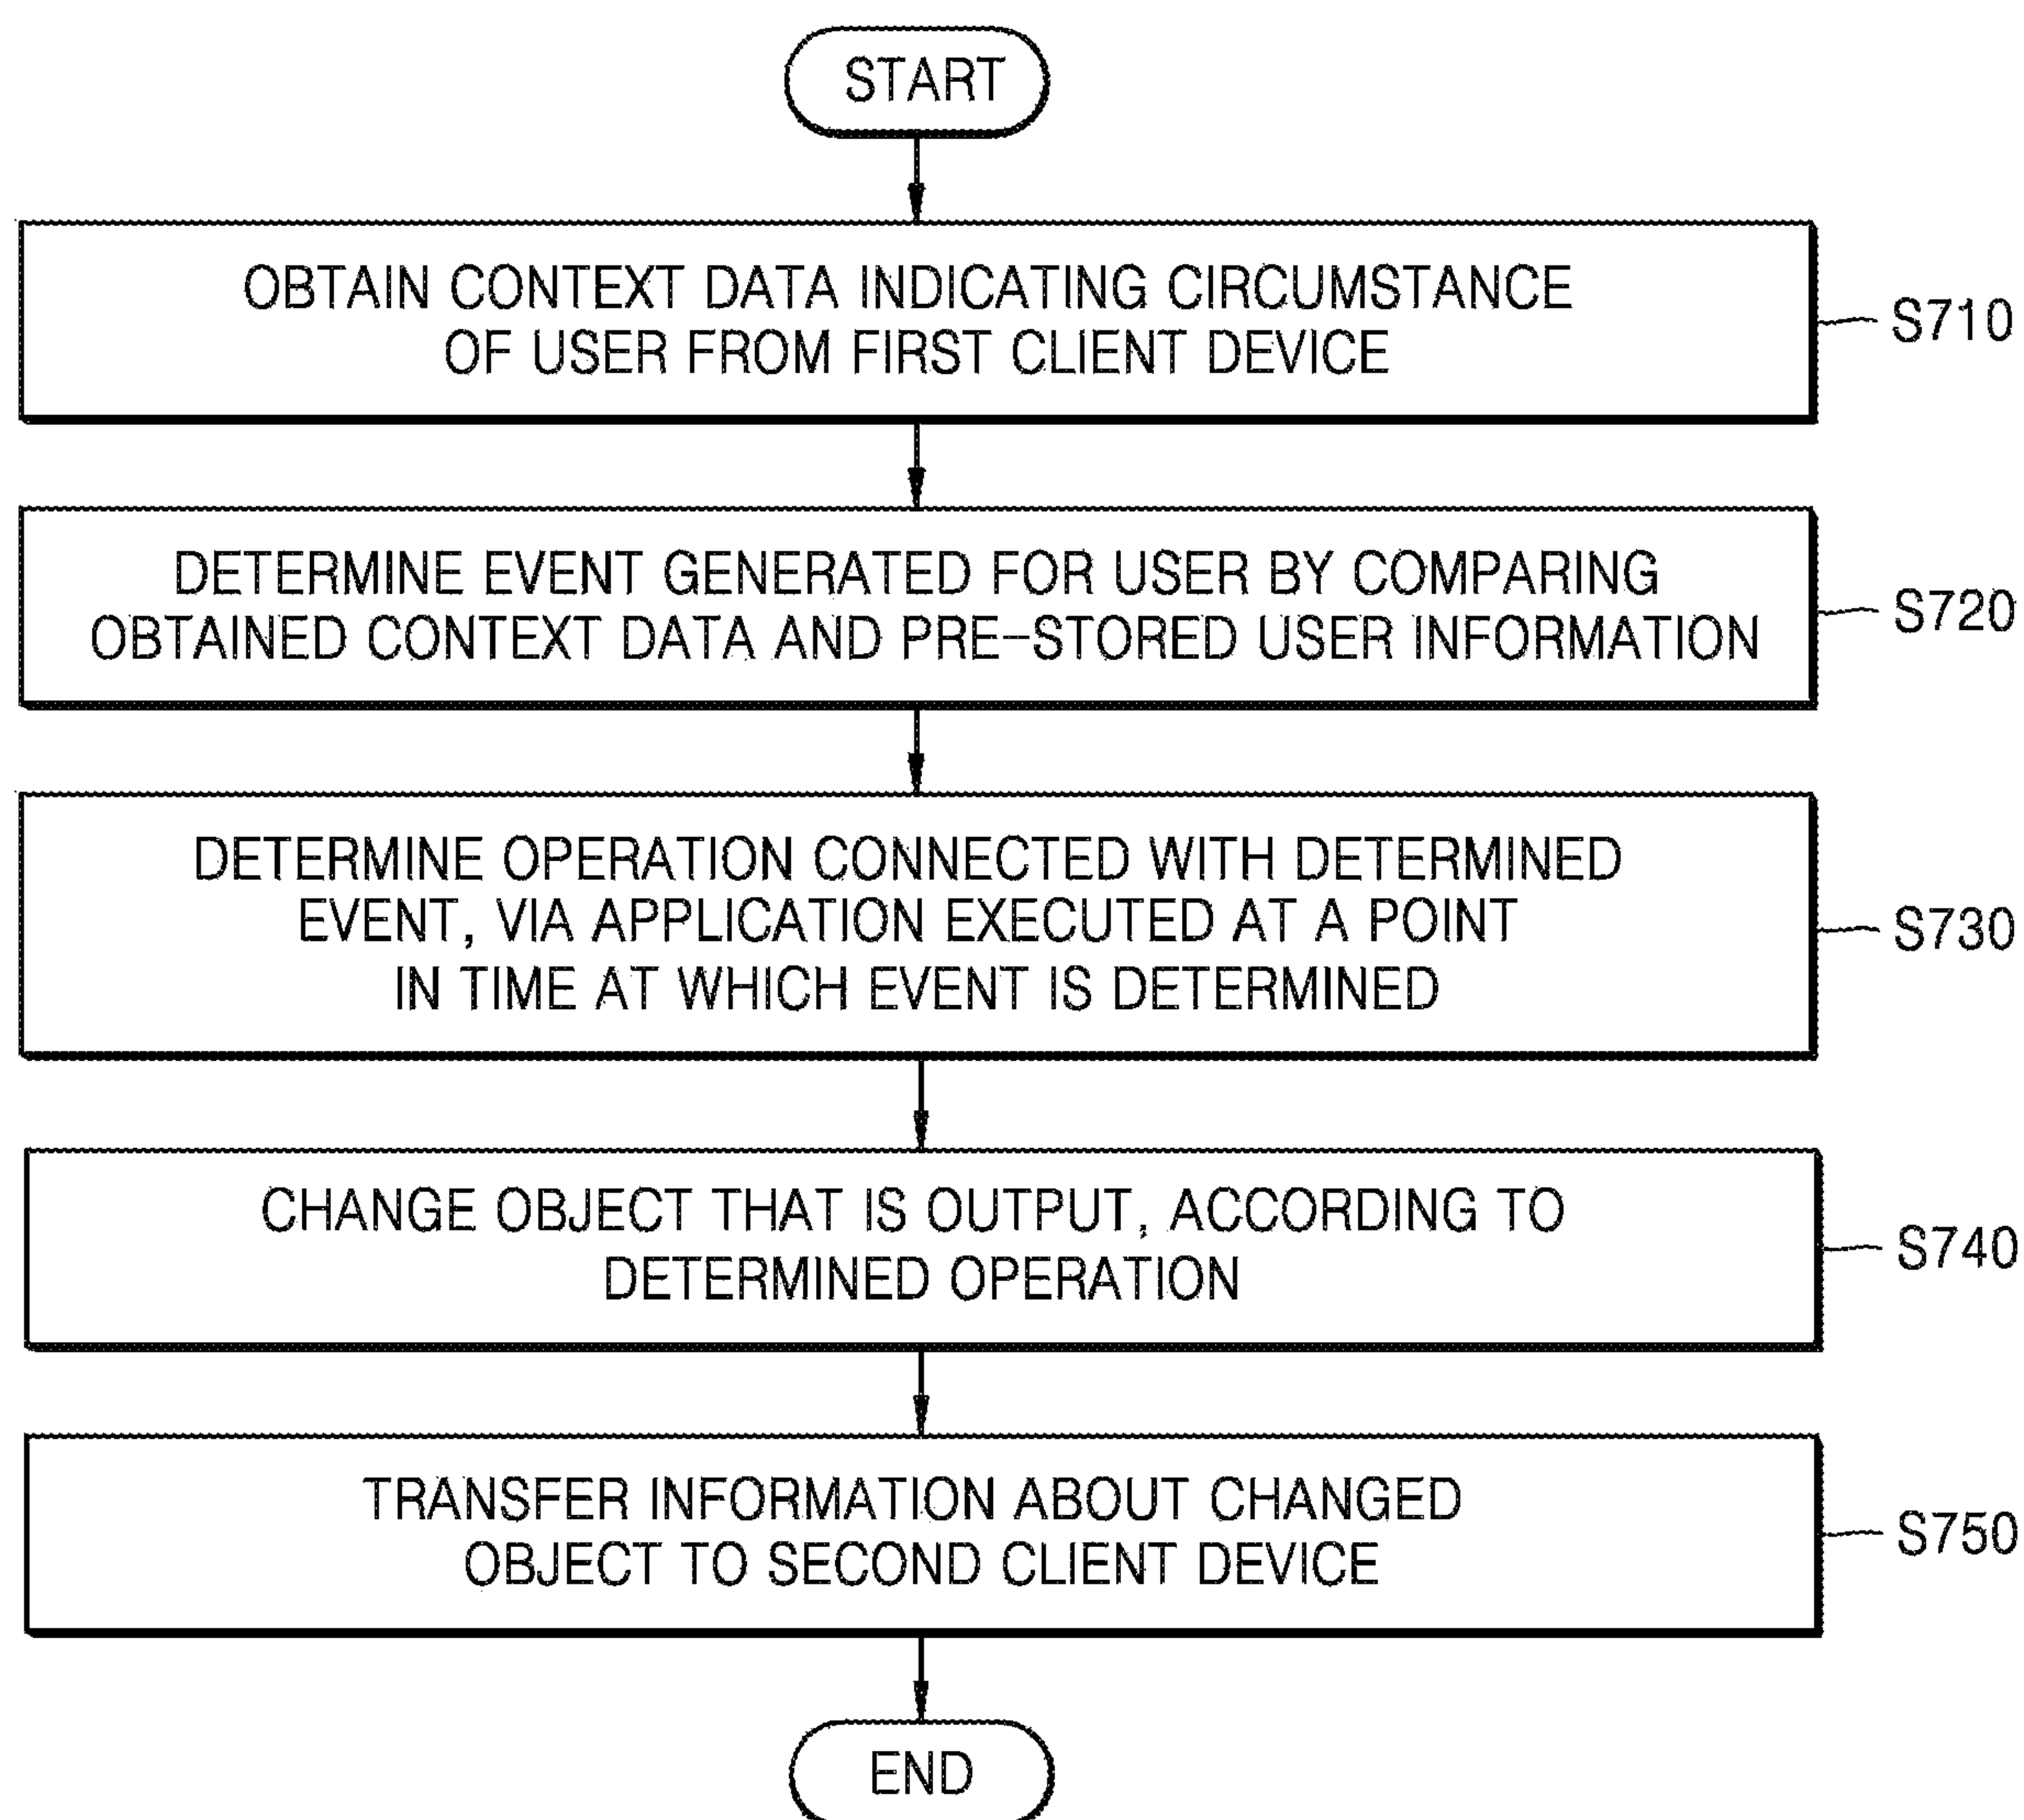 START
OBTAIN CONTEXT DATA INDICATING CIRCUMSTANCE
OF USER FROM FIRST CLIENT DEVICE
S710
DETERMINE EVENT GENERATED FOR USER BY COMPARING
OBTAINED CONTEXT DATA AND PRE-STORED USER INFORMATION
S720
DETERMINE OPERATION CONNECTED WITH DETERMINED
EVENT, VIA APPLICATION EXECUTED AT A POINT
IN TIME AT WHICH EVENT IS DETERMINED
S730
CHANGE OBJECT THAT IS OUTPUT, ACCORDING TO
DETERMINED OPERATION
S740
TRANSFER INFORMATION ABOUT CHANGED
OBJECT TO SECOND CLIENT DEVICE
S750
END